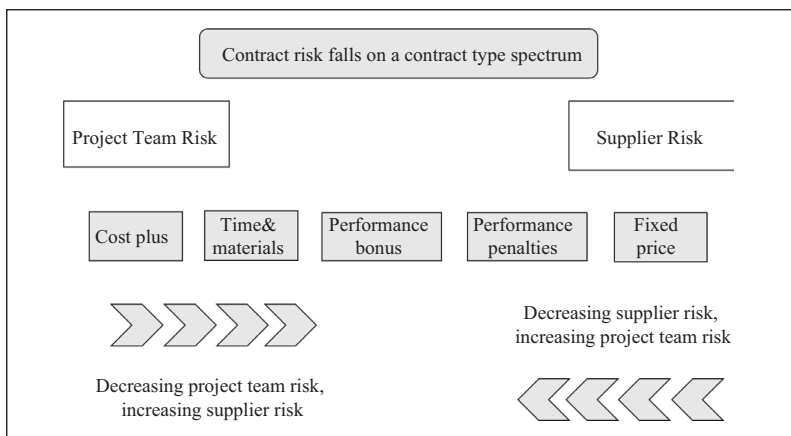 Contract risk falls on a contract type spectrum
Project Team Risk
Supplier Risk
Cost plus
Time&
materials
Performance
bonus
Performance
penalties
Fixed
price
Decreasing supplier risk,
increasing project team risk
Decreasing project team risk,
increasing supplier risk